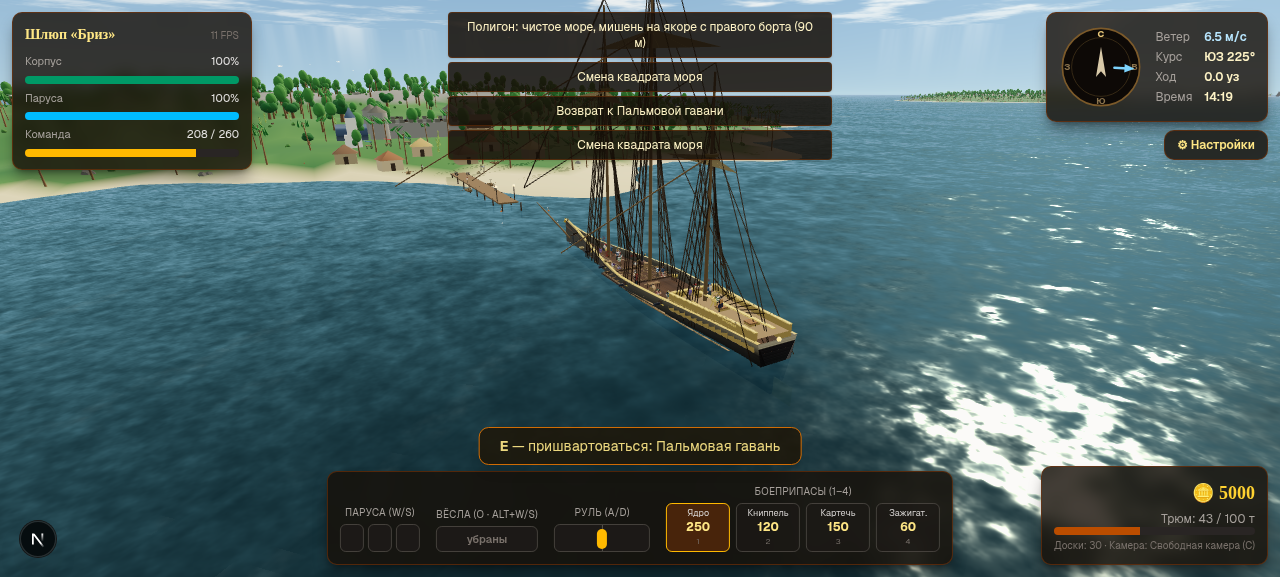 Шлюп «Бриз»
11 FPS
Корпус 100%
Паруса 100%
Команда 208 / 260
Полигон: чистое море, мишень на якоре с правого борта (90
м)
Смена квадрата моря
Возврат к Пальмовой гавани
Смена квадрата моря
С
З
В
Ю
Ветер 6.5 м/с
Курс ЮЗ 225°
Ход 0.0 уз
Время 14:19
⚙ Настройки
E — пришвартоваться: Пальмовая гавань
ПАРУСА (W/S)
ВЁСЛА (O · ALT+W/S)
убраны
РУЛЬ (A/D)
БОЕПРИПАСЫ (1–4)
Ядро
250
1
Книппель
120
2
Картечь
150
3
Зажигат.
60
4
5000
Трюм: 43 / 100 т
Доски: 30 · Камера: Свободная камера (C)
N